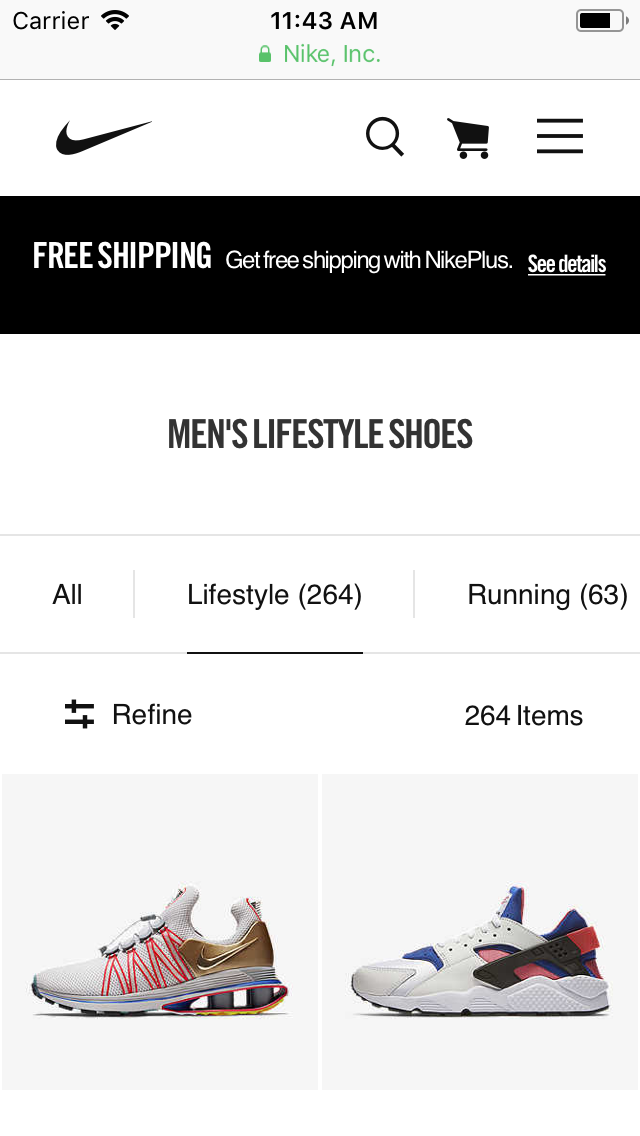 Carrier 11:43 AM
Nike, Inc.
FREE SHIPPING Get free shipping with NikePlus. See details
MEN'S LIFESTYLE SHOES
All Lifestyle (264) Running (63)
Refine 264 Items